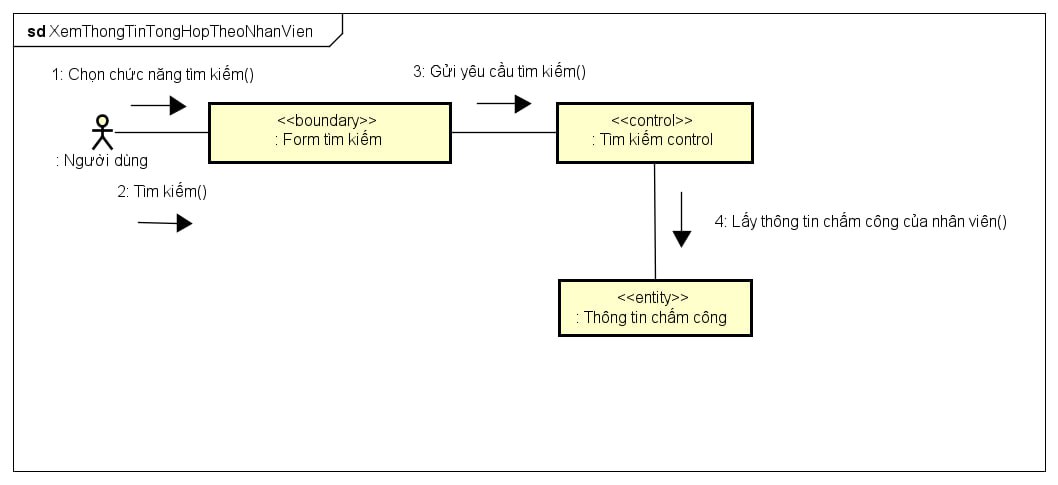 sd XemThongTinTongHopTheoNhanVien
1: Chọn chức năng tìm kiếm()
3: Gửi yêu cầu tìm kiếm()
<<boundary>>
: Form tìm kiếm
<<control>>
: Tìm kiếm control
: Người dùng
2: Tìm kiếm()
4: Lấy thông tin chấm công của nhân viên()
<<entity>>
: Thông tin chấm công